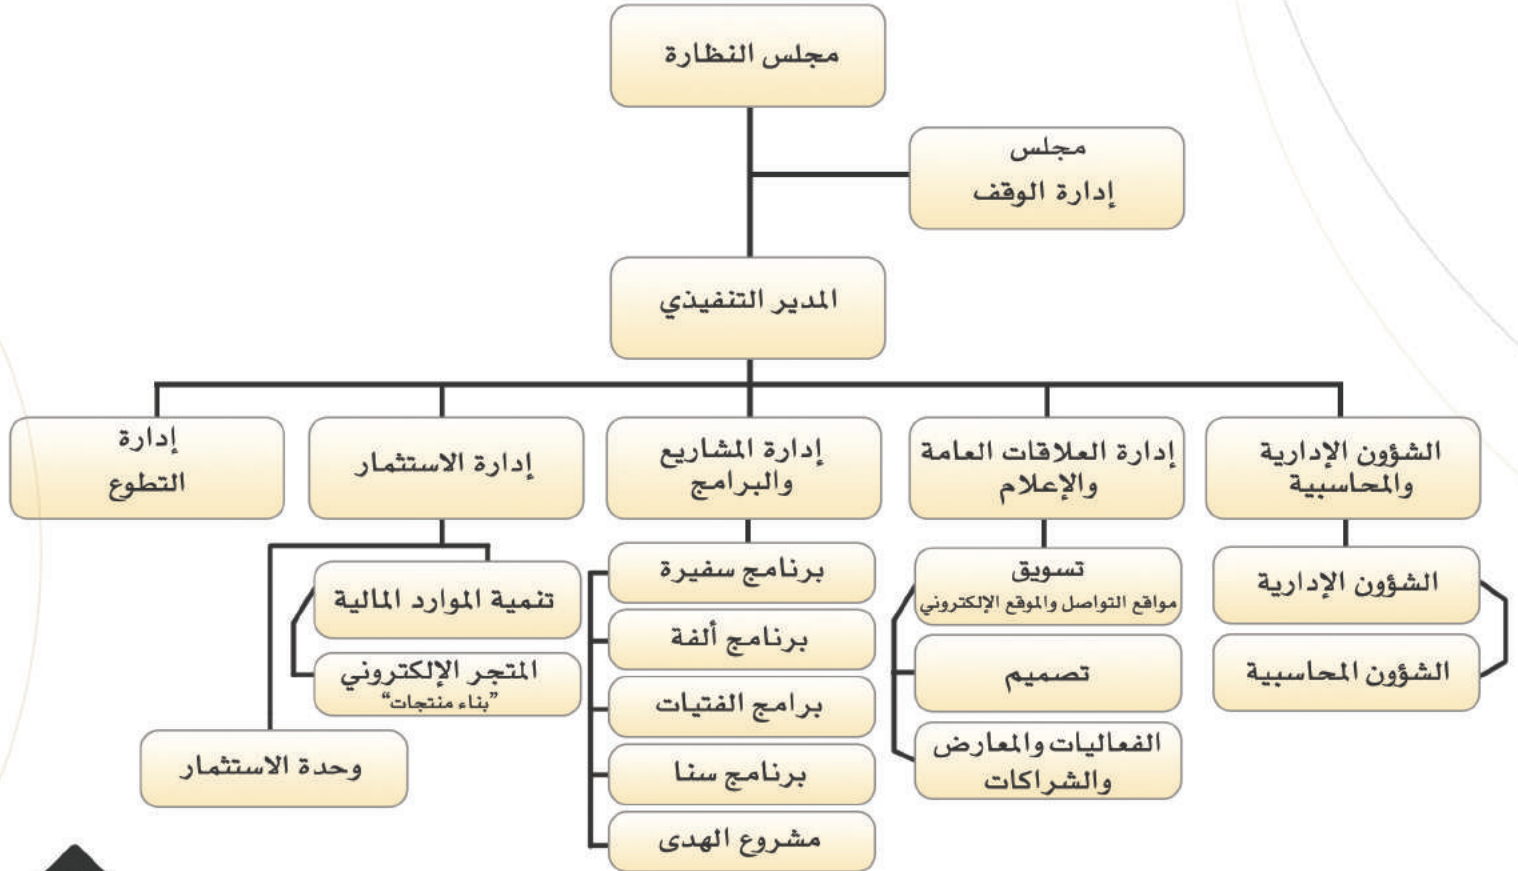 مجلس النظارة
مجلس
إدارة الوقف
المدير التنفيذي
الشؤون الإدارية
والمحاسبية
الشؤون الإدارية
الشؤون المحاسبية
إدارة العلاقات العامة
والإعلام
تسويق
مواقع التواصل والموقع الإلكتروني
تصميم
الفعاليات والمعارض
والشراكات
إدارة المشاريع
والبرامج
برنامج سفيرة
برنامج ألفة
برامج الفتيات
برنامج سنا
مشروع الهدى
إدارة الاستثمار
تنمية الموارد المالية
المتجر الإلكتروني
”بناء منتجات“
وحدة الاستثمار
إدارة
التطوع